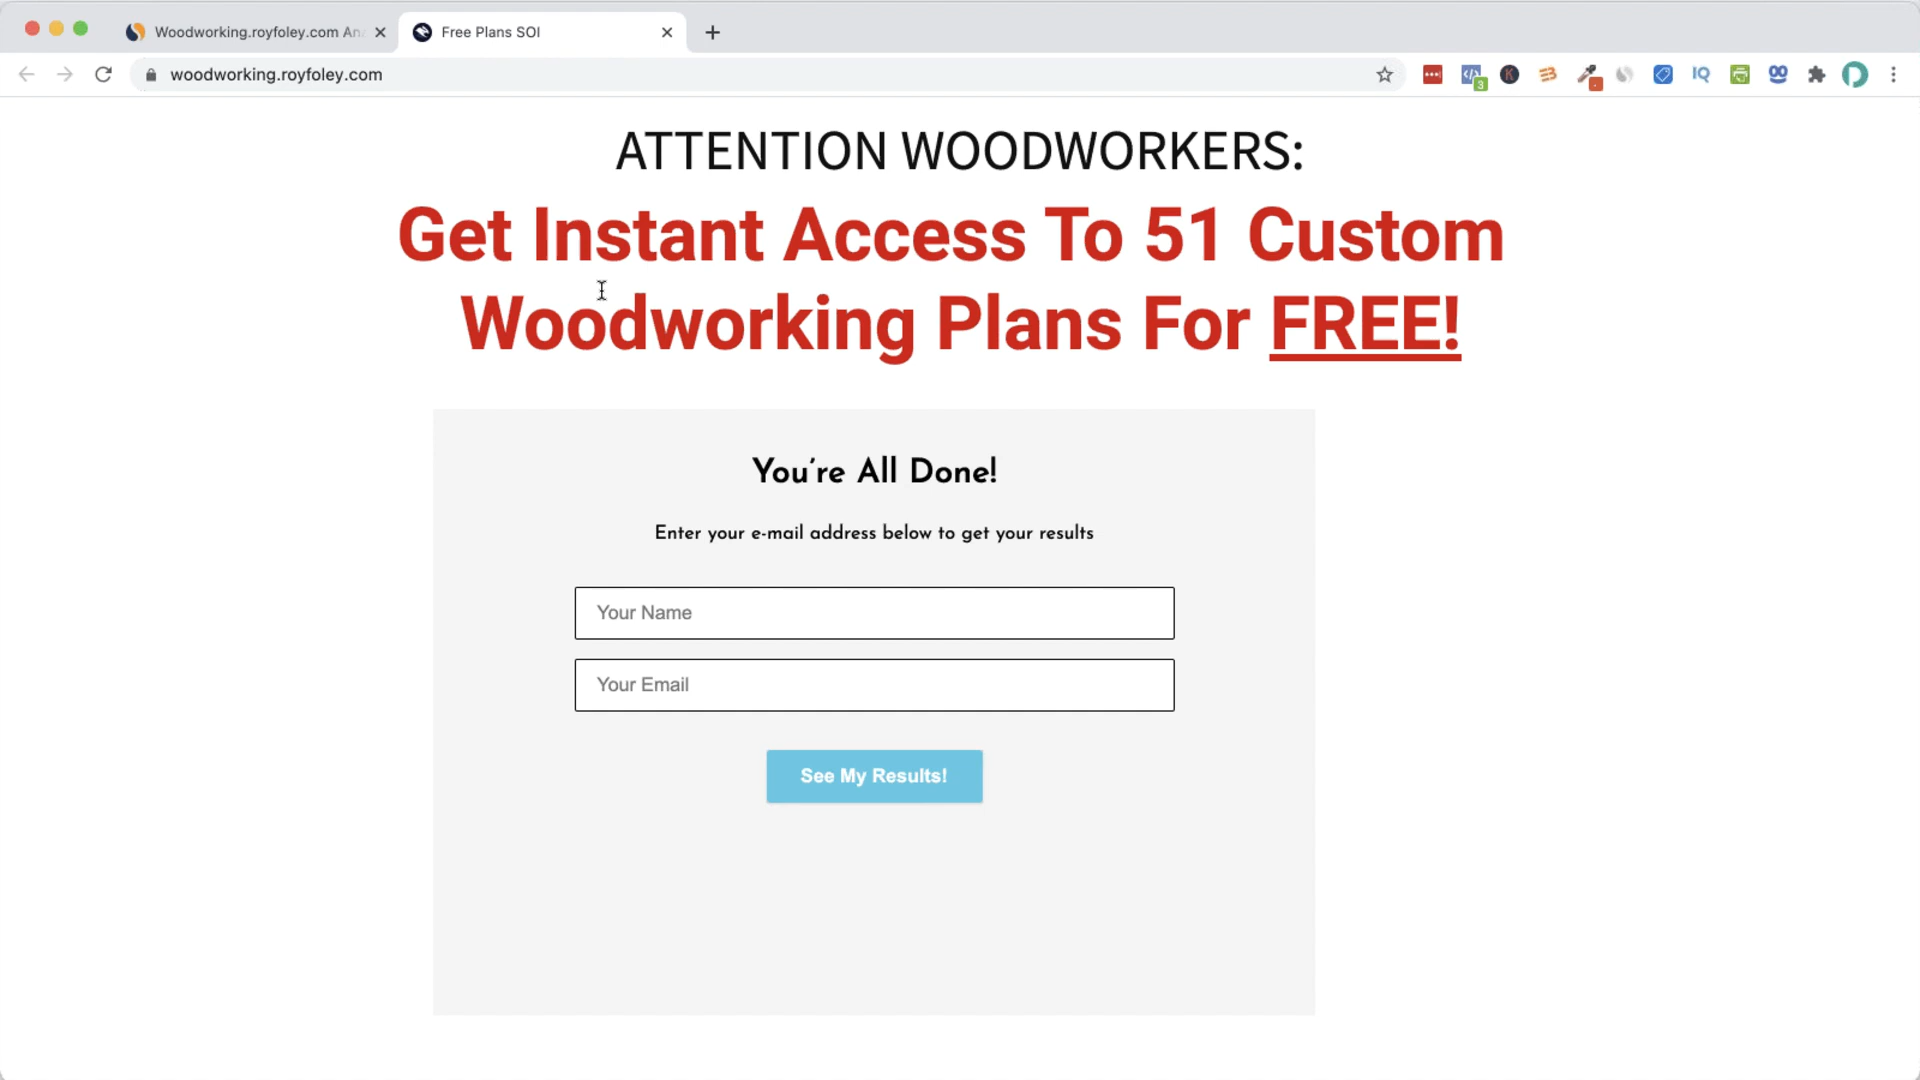 Woodworking.royfoley.com An
Free Plans SOI
woodworking.royfoley.com
3
K
IQ
ATTENTION WOODWORKERS:
Get Instant Access To 51 Custom
Woodworking Plans For FREE!
You're All Done!
Enter your e-mail address below to get your results
Your Name
Your Email
See My Results!